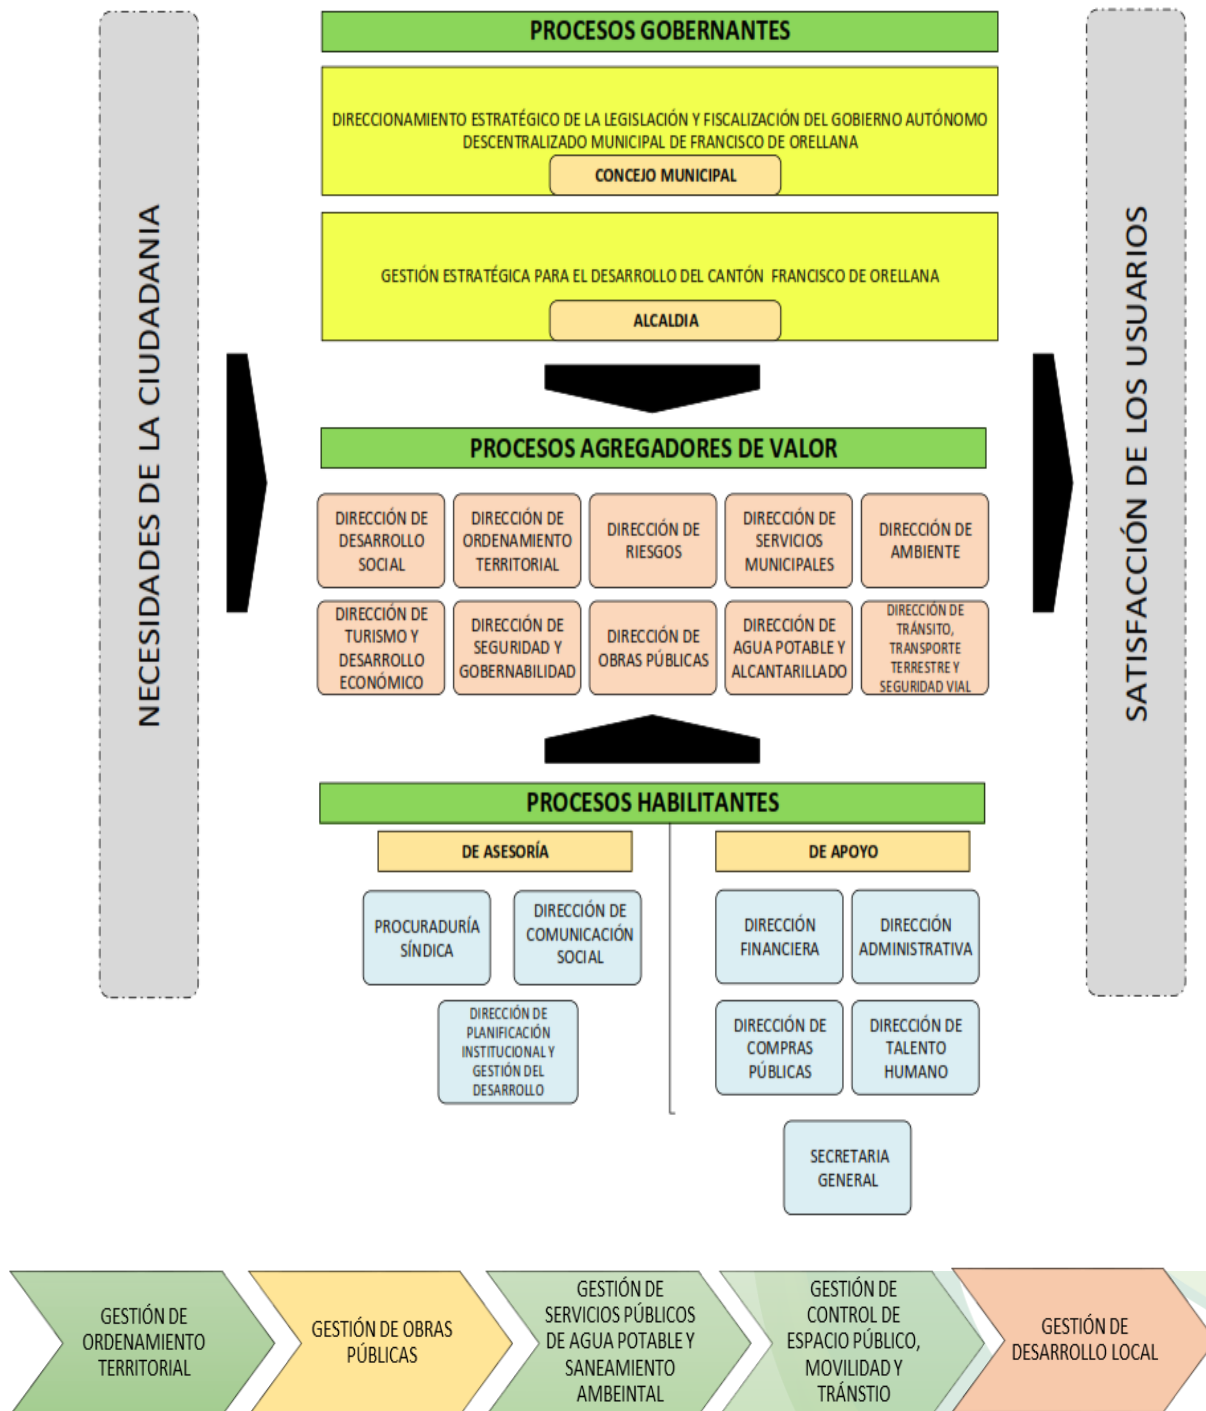 PROCESOS GOBERNANTES
DIRECCIONAMIENTO ESTRATÉGICO DE LA LEGISLACIÓN Y FISCALIZACIÓN DEL GOBIERNO AUTÓNOMO
DESCENTRALIZADO MUNICIPAL DE FRANCISCO DE ORELLANA
CONCEJO MUNICIPAL
GESTIÓN ESTRATÉGICA PARA EL DESARROLLO DEL CANTÓN FRANCISCO DE ORELLANA
ALCALDIA
NECESIDADES DE LA CIUDADANIA
SATISFACCIÓN DE LOS USUARIOS
PROCESOS AGREGADORES DE VALOR
DIRECCIÓN DE
DESARROLLO
SOCIAL
DIRECCIÓN DE
ORDENAMIENTO
TERRITORIAL
DIRECCIÓN DE
RIESGOS
DIRECCIÓN DE
SERVICIOS
MUNICIPALES
DIRECCIÓN DE
AMBIENTE
DIRECCIÓN DE
TURISMO Y
DESARROLLO
ECONÓMICO
DIRECCIÓN DE
SEGURIDAD Y
GOBERNABILIDAD
DIRECCIÓN DE
OBRAS PÚBLICAS
DIRECCIÓN DE
AGUA POTABLE Y
ALCANTARILLADO
DIRECCIÓN DE
TRÁNSITO,
TRANSPORTE
TERRESTRE Y
SEGURIDAD VIAL
PROCESOS HABILITANTES
DE ASESORÍA
PROCURADURÍA
SÍNDICA
DIRECCIÓN DE
COMUNICACIÓN
SOCIAL
DIRECCIÓN DE
PLANIFICACIÓN
INSTITUCIONAL Y
GESTIÓN DEL
DESARROLLO
DE APOYO
DIRECCIÓN
FINANCIERA
DIRECCIÓN
ADMINISTRATIVA
DIRECCIÓN DE
COMPRAS
PÚBLICAS
DIRECCIÓN DE
TALENTO
HUMANO
SECRETARIA
GENERAL
GESTIÓN DE
ORDENAMIENTO
TERRITORIAL
GESTIÓN DE OBRAS
PÚBLICAS
GESTIÓN DE
SERVICIOS PÚBLICOS
DE AGUA POTABLE Y
SANEAMIENTO
AMBEINTAL
GESTIÓN DE
CONTROL DE
ESPACIO PÚBLICO,
MOVILIDAD Y
TRÁNSTIO
GESTIÓN DE
DESARROLLO LOCAL